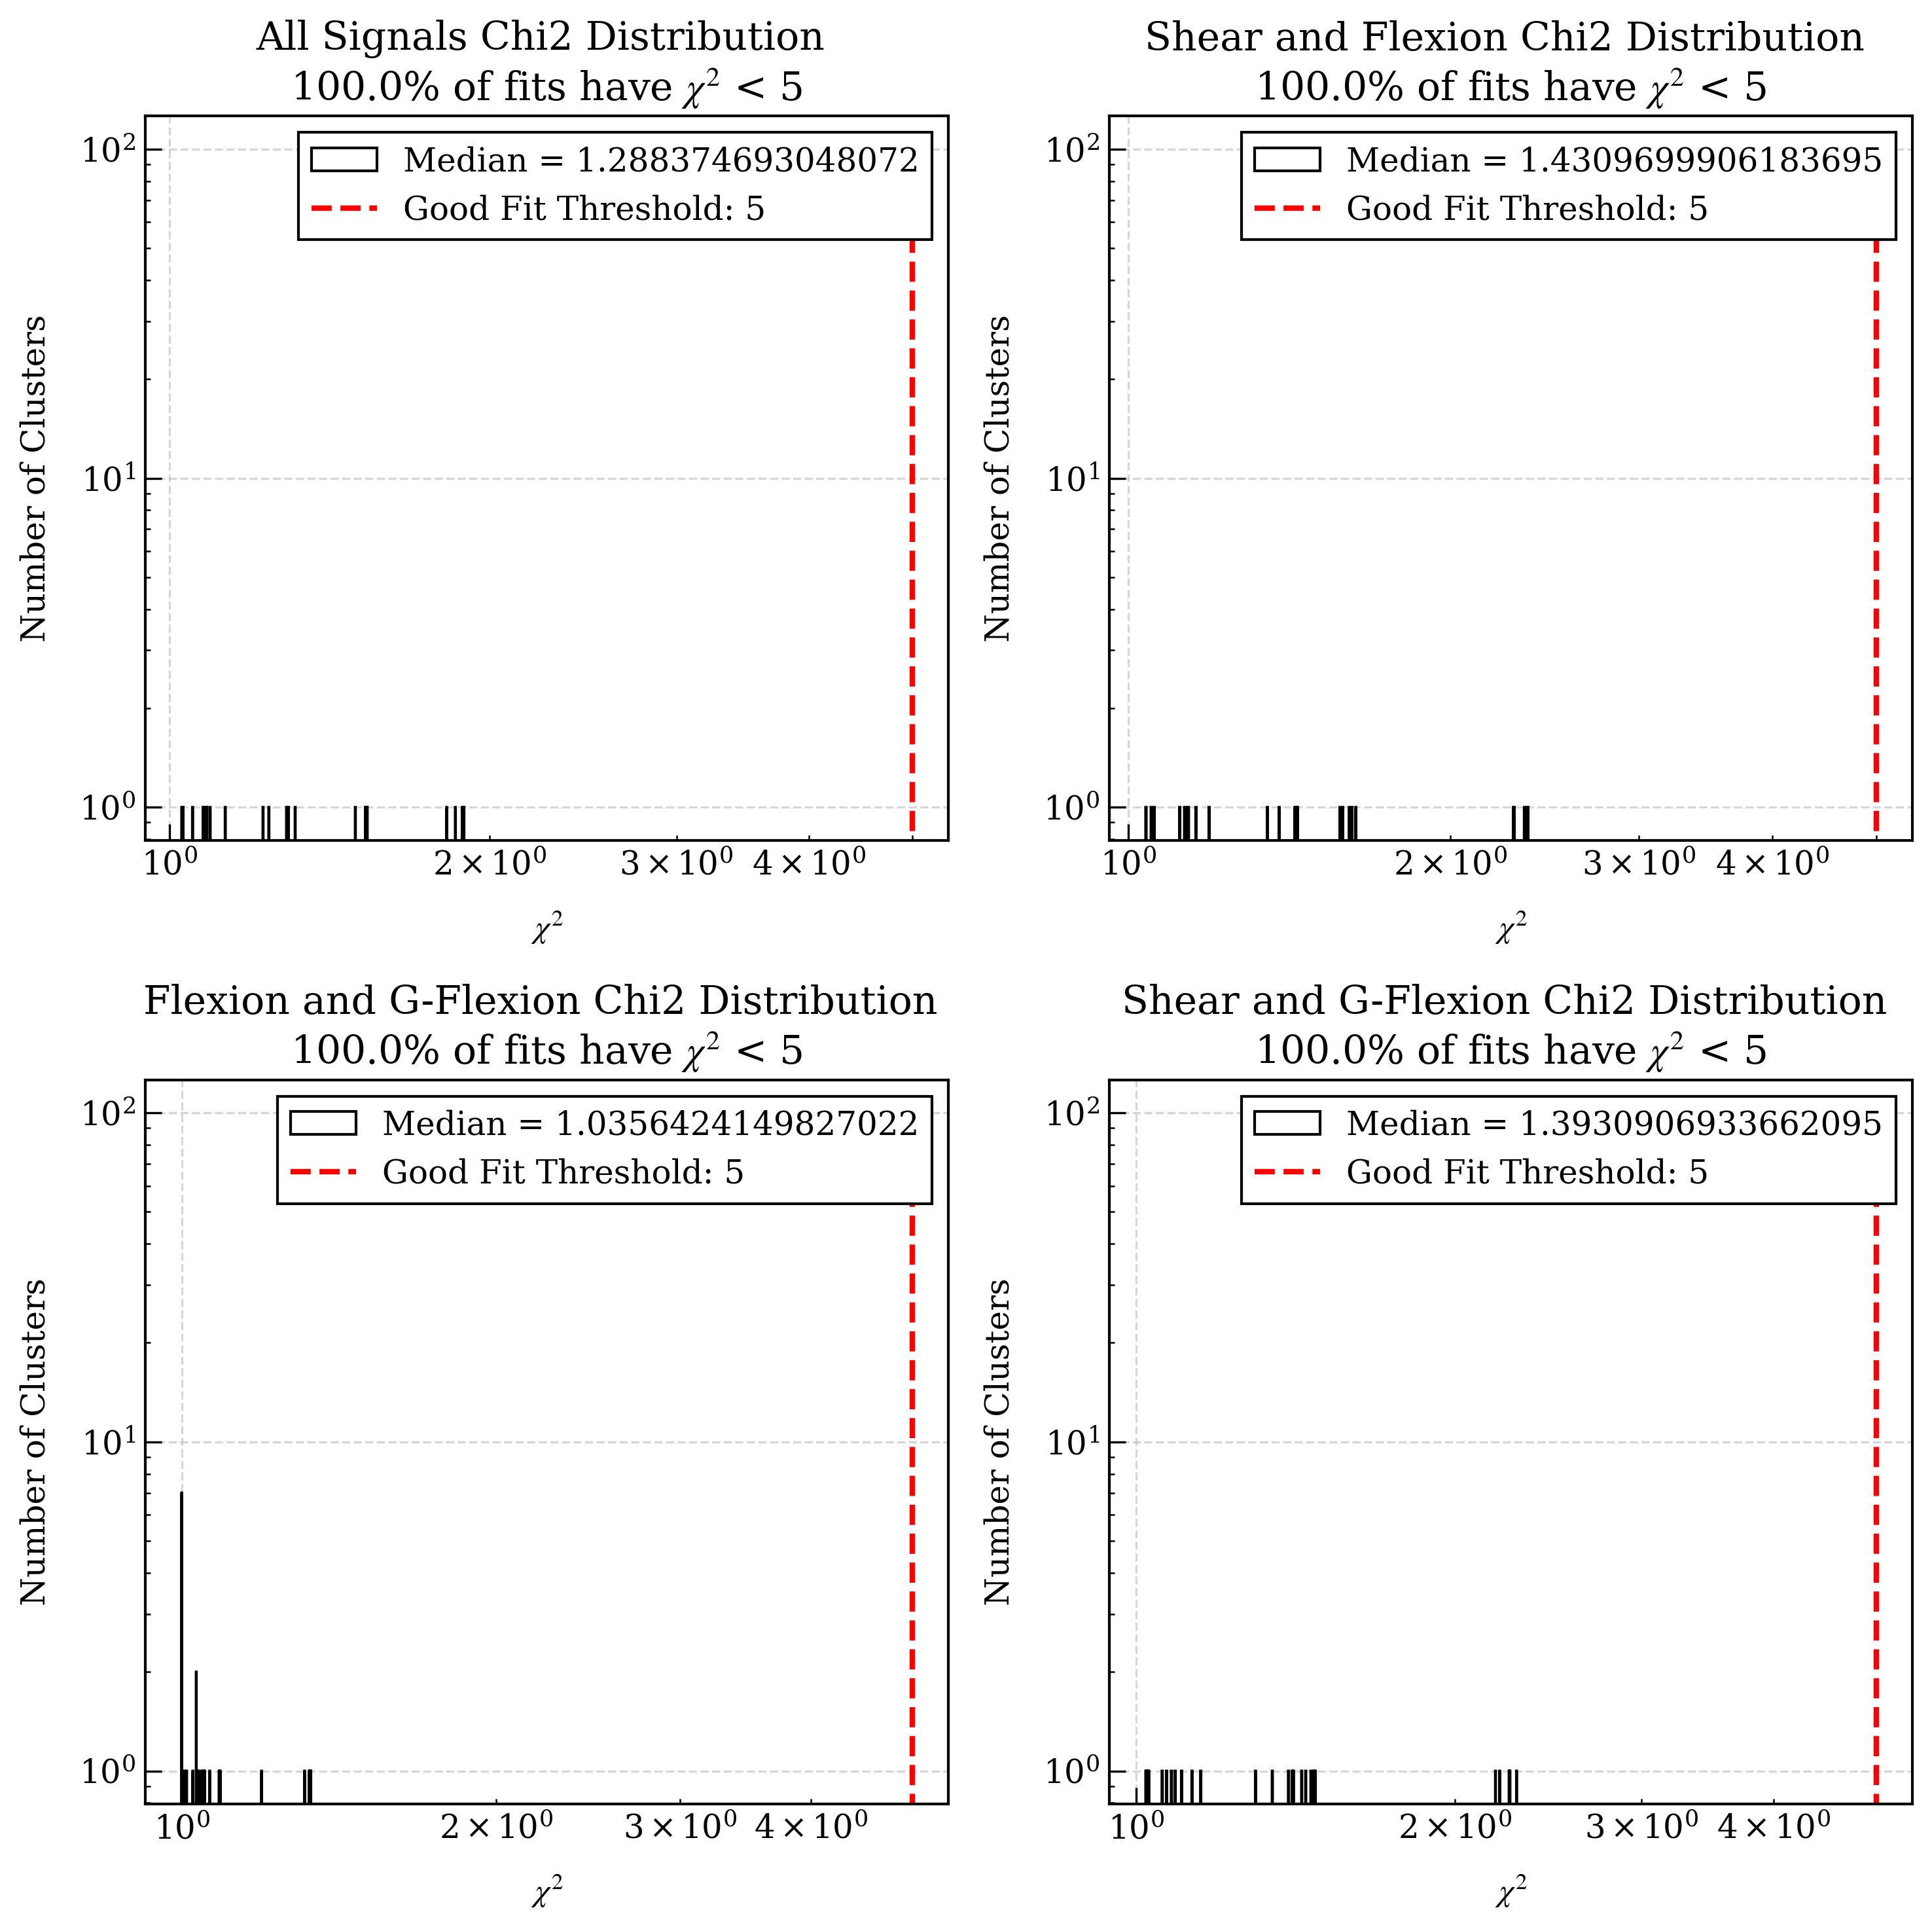 All Signals Chi2 Distribution
100.0% of fits have χ² < 5
Median = 1.288374693048072
Good Fit Threshold: 5
Number of Clusters
10²
10¹
10⁰
10⁰
2 × 10⁰
3 × 10⁰
4 × 10⁰
χ²
Shear and Flexion Chi2 Distribution
100.0% of fits have χ² < 5
Median = 1.4309699906183695
Good Fit Threshold: 5
Number of Clusters
10²
10¹
10⁰
10⁰
2 × 10⁰
3 × 10⁰
4 × 10⁰
χ²
Flexion and G-Flexion Chi2 Distribution
100.0% of fits have χ² < 5
Median = 1.0356424149827022
Good Fit Threshold: 5
Number of Clusters
10²
10¹
10⁰
10⁰
2 × 10⁰
3 × 10⁰
4 × 10⁰
χ²
Shear and G-Flexion Chi2 Distribution
100.0% of fits have χ² < 5
Median = 1.3930906933662095
Good Fit Threshold: 5
Number of Clusters
10²
10¹
10⁰
10⁰
2 × 10⁰
3 × 10⁰
4 × 10⁰
χ²